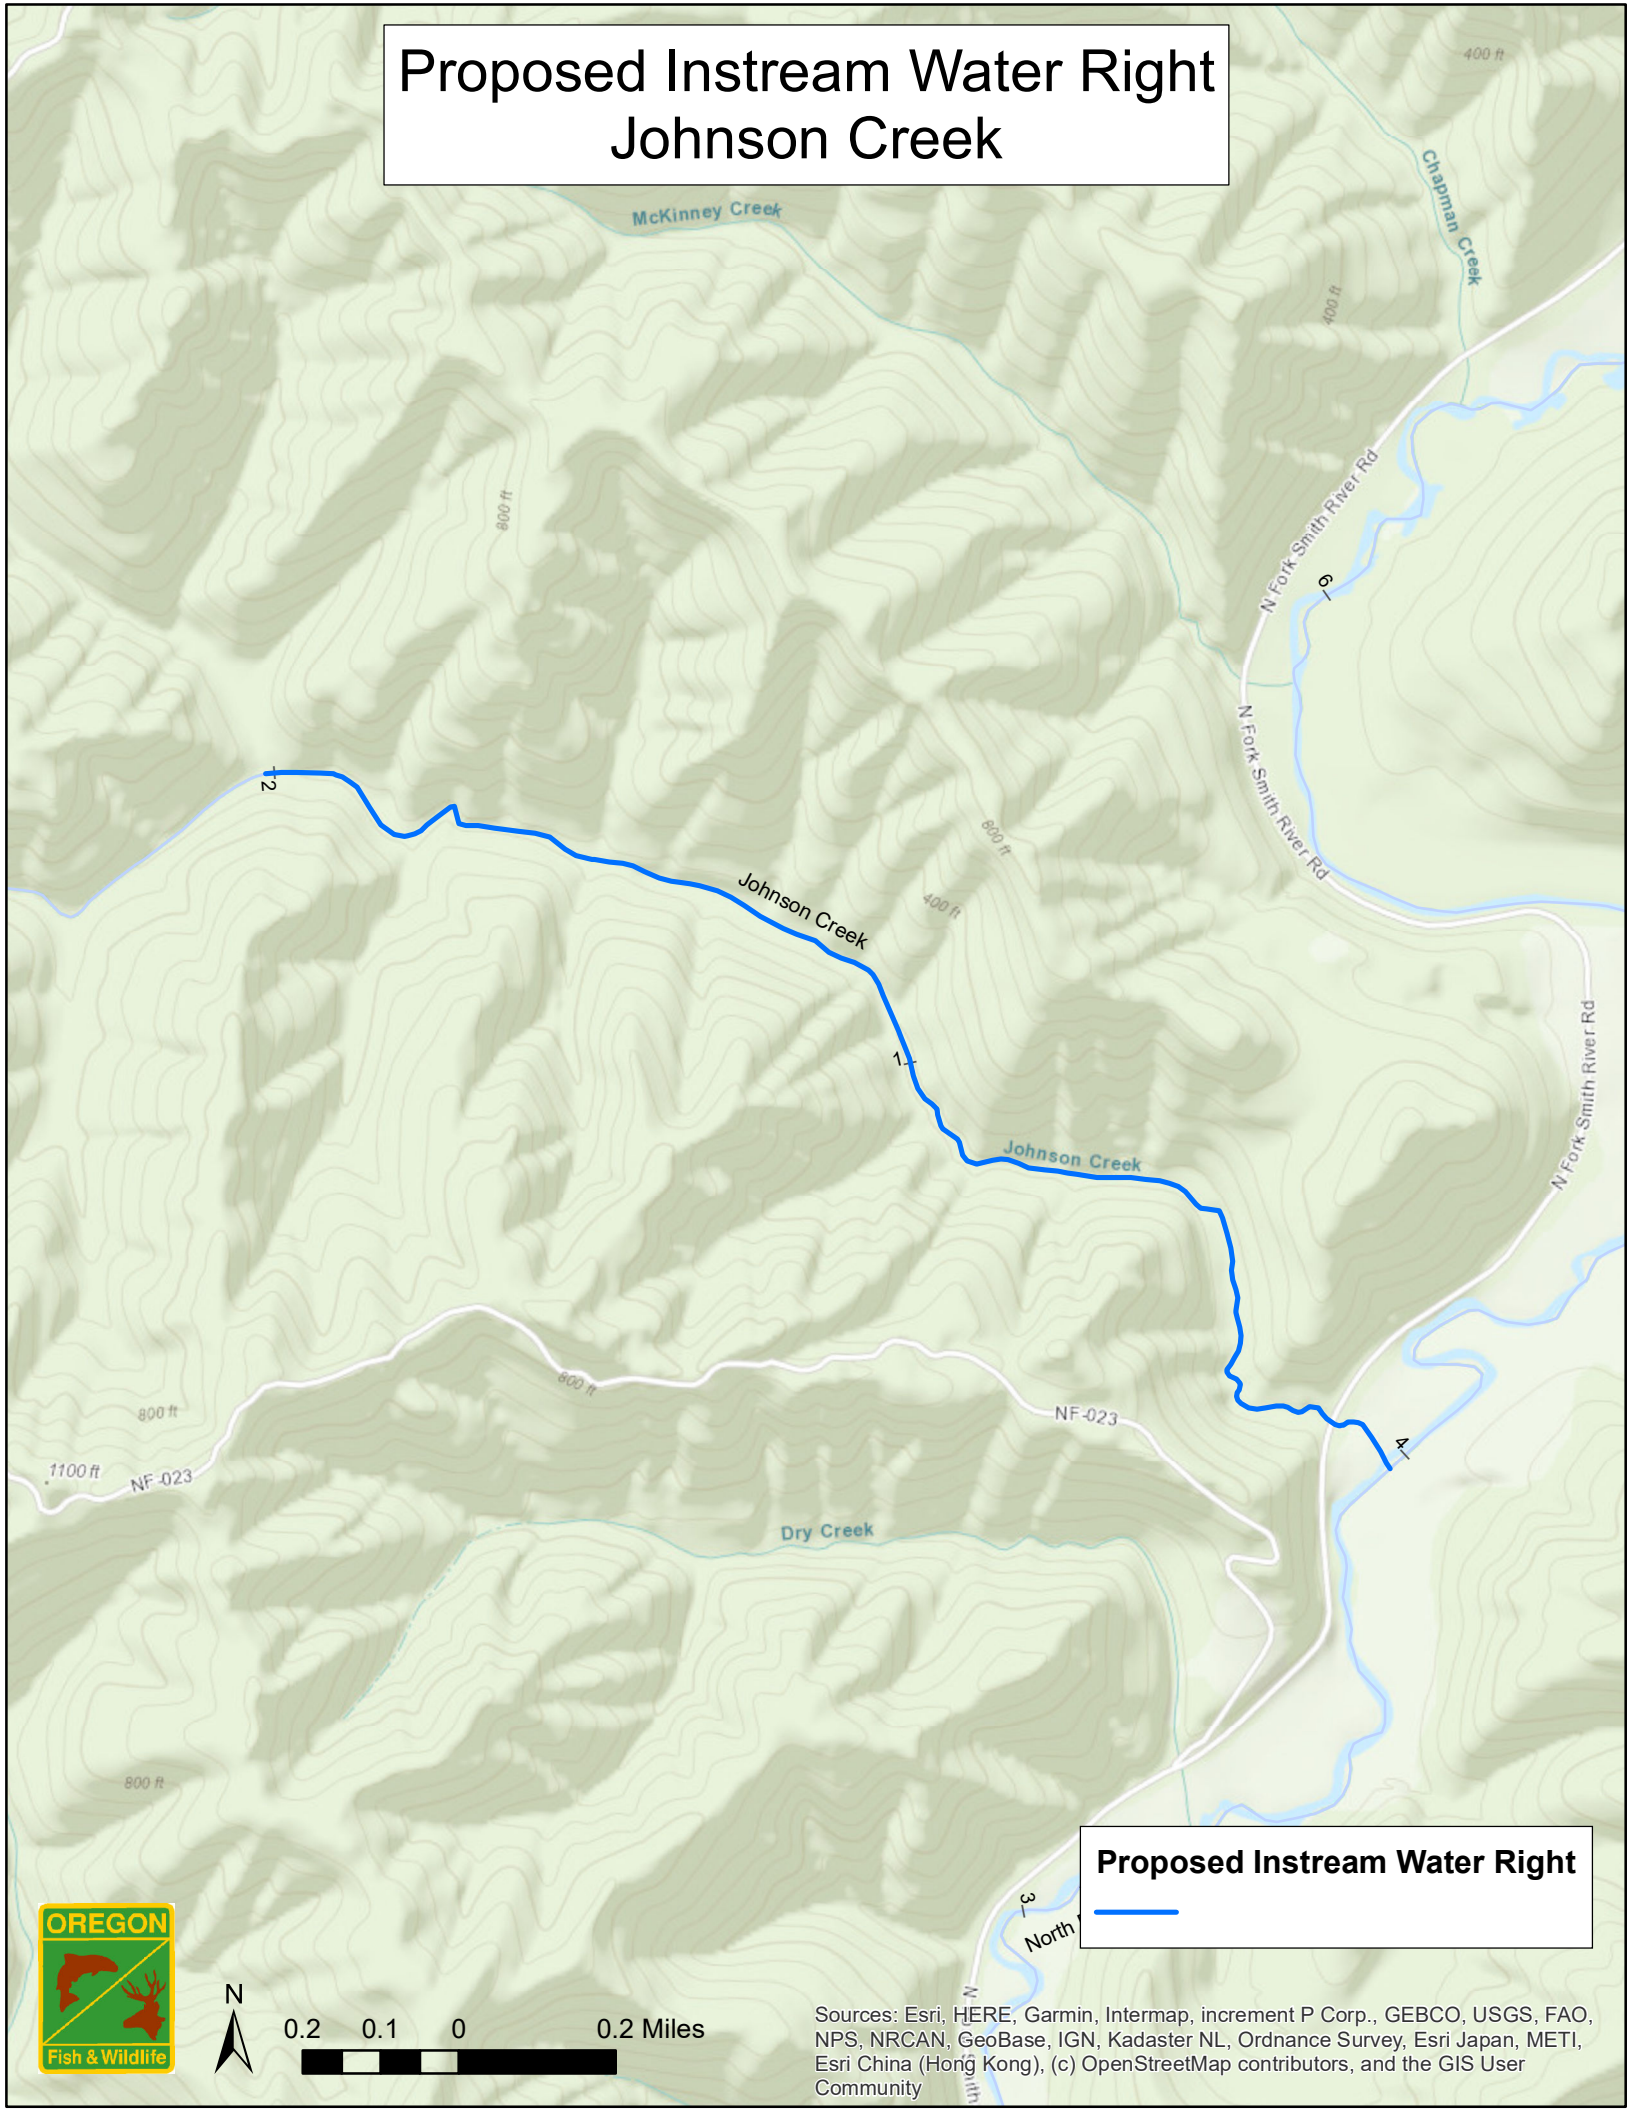 Proposed Instream Water Right
Johnson Creek
400 ft
Chapman Creek
McKinney Creek
400 ft
N Fork Smith River Rd
800 ft
6
N Fork Smith River Rd
2
800 ft
Johnson Creek
400 ft
N Fork Smith River Rd
1
Johnson Creek
800 ft
800 ft
NF-023
4
1100 ft
NF-023
Dry Creek
800 ft
Proposed Instream Water Right
3
North
OREGON
Fish & Wildlife
N
0.2 0.1 0 0.2 Miles
Sources: Esri, HERE, Garmin, Intermap, increment P Corp., GEBCO, USGS, FAO,
NPS, NRCAN, GeoBase, IGN, Kadaster NL, Ordnance Survey, Esri Japan, METI,
Esri China (Hong Kong), (c) OpenStreetMap contributors, and the GIS User
Community